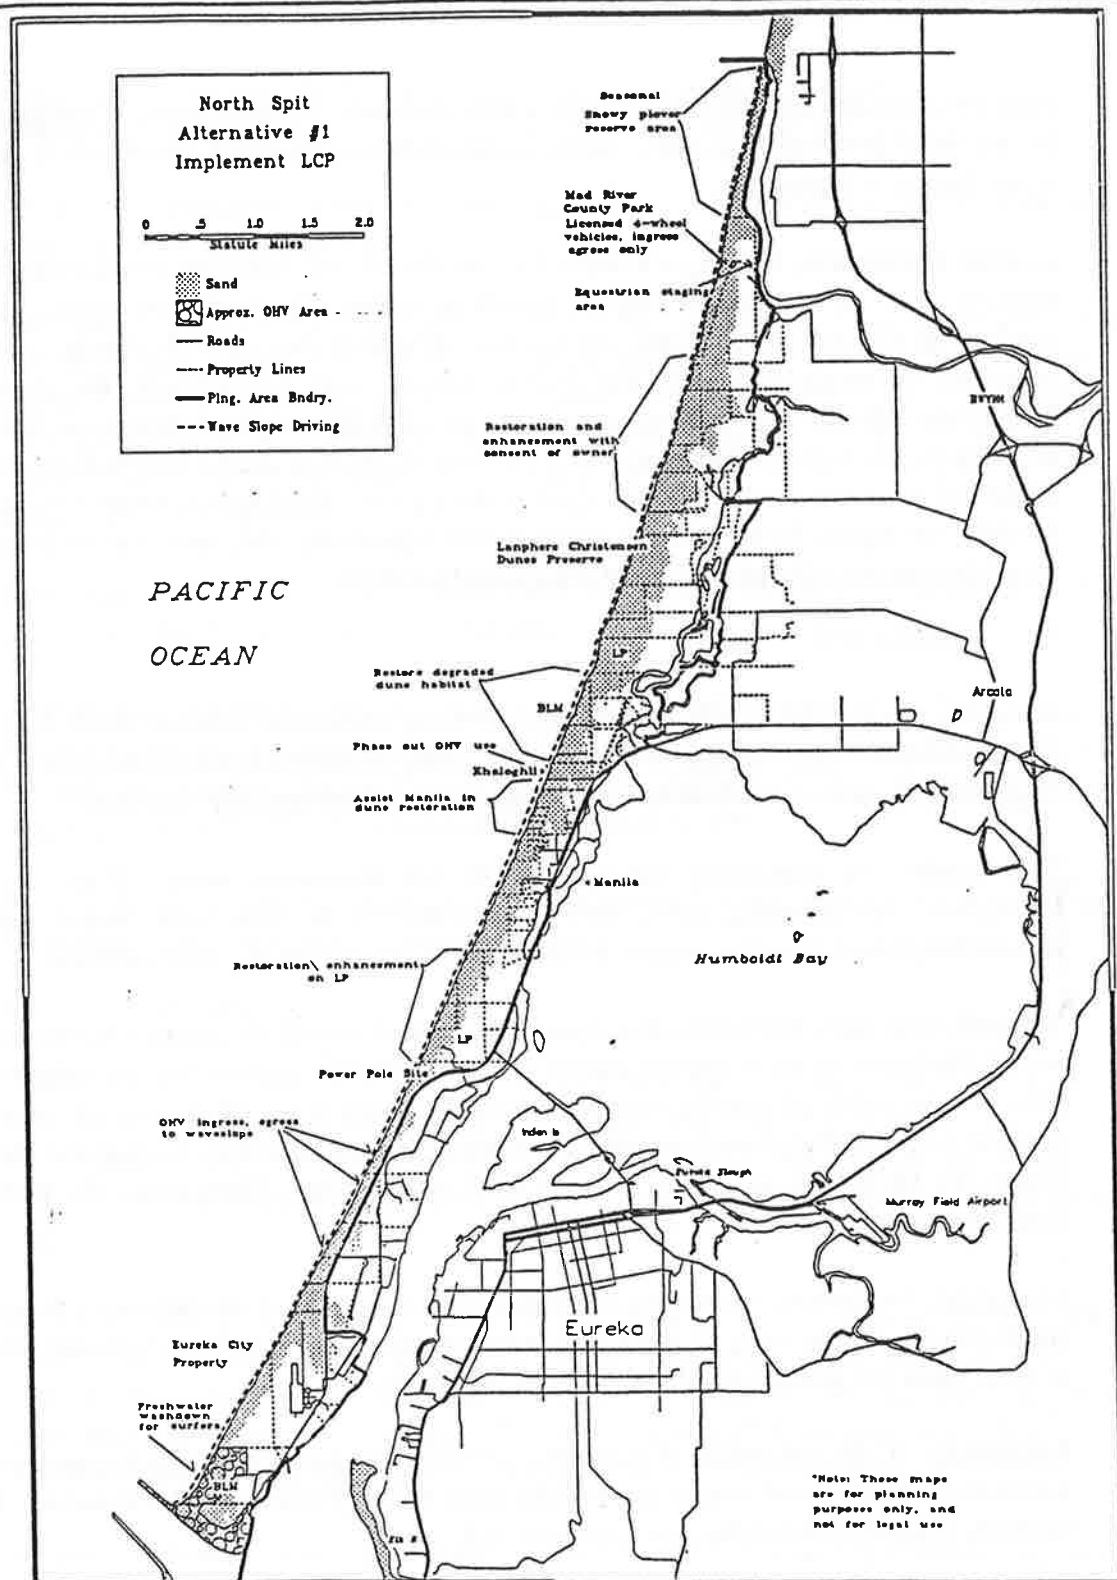 North Spit
Alternative #1
Implement LCP
0 .5 1.0 1.5 2.0
Statute Miles
Sand
Approx. OHV Area
Roads
Property Lines
Plng. Area Bndry.
Wave Slope Driving
Seasonal
Snowy plover
reserve area
Mad River
County Park
Licensed 4-wheel
vehicles, ingress
egress only
Equestrian staging
area
HWY101
Restoration and
enhancement with
consent of owner
Lanphere Christensen
Dunes Preserve
PACIFIC
OCEAN
LP
Restore degraded
dune habitat
BLM
Arcata
Phase out OHV use
Khaloghli
Assist Manila in
dune restoration
Manila
Humboldt Bay
Restoration\ enhancement
on LP
LP
Power Pole Site
OHV ingress, egress
to waveslope
Indian Is
Eureka Slough
Murray Field Airport
Eureka
Eureka City
Property
Freshwater
washdown
for surfers
BLM
*Note: These maps
are for planning
purposes only, and
not for legal use